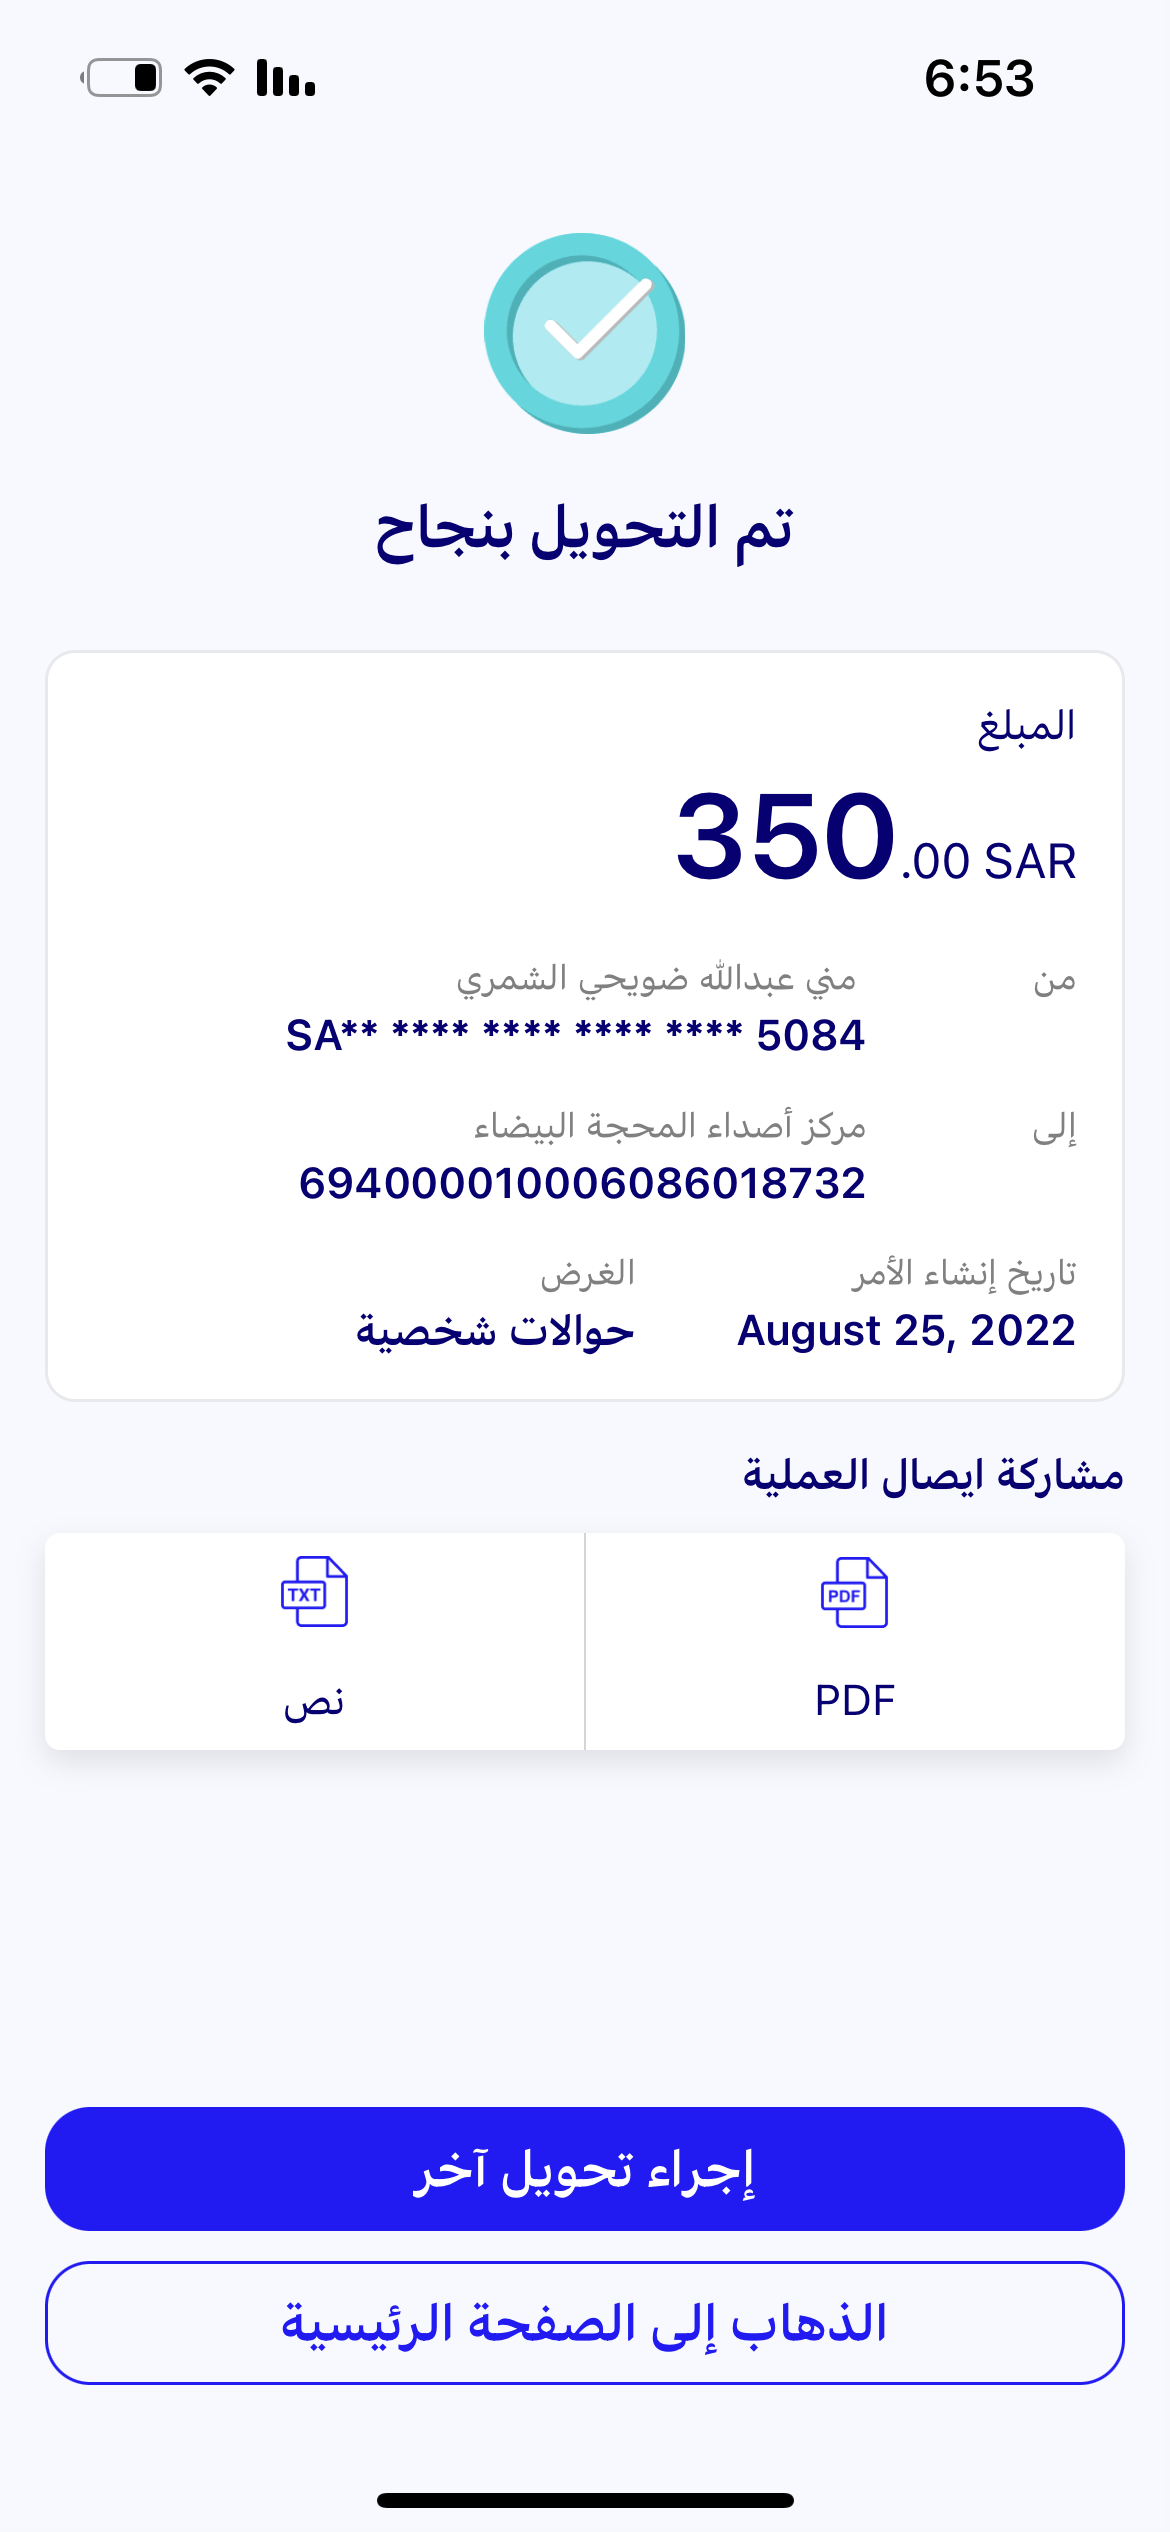 6:53
تم التحويل بنجاح
المبلغ
350.00 SAR
من
مني عبدالله ضويحي الشمري
SA** **** **** **** **** 5084
إلى
مركز أصداء المحجة البيضاء
694000010006086018732
تاريخ إنشاء الأمر
August 25, 2022
الغرض
حوالات شخصية
مشاركة ايصال العملية
PDF
PDF
TXT
نص
إجراء تحويل آخر
الذهاب إلى الصفحة الرئيسية